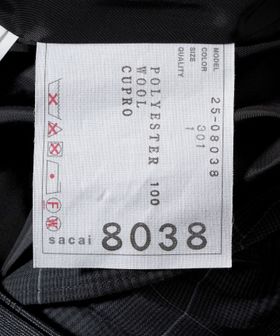 MODEL 25-08038
COLOR 301
SIZE 1
QUALITY
POLYESTER 100
WOOL
CUPRO
sacai 8038